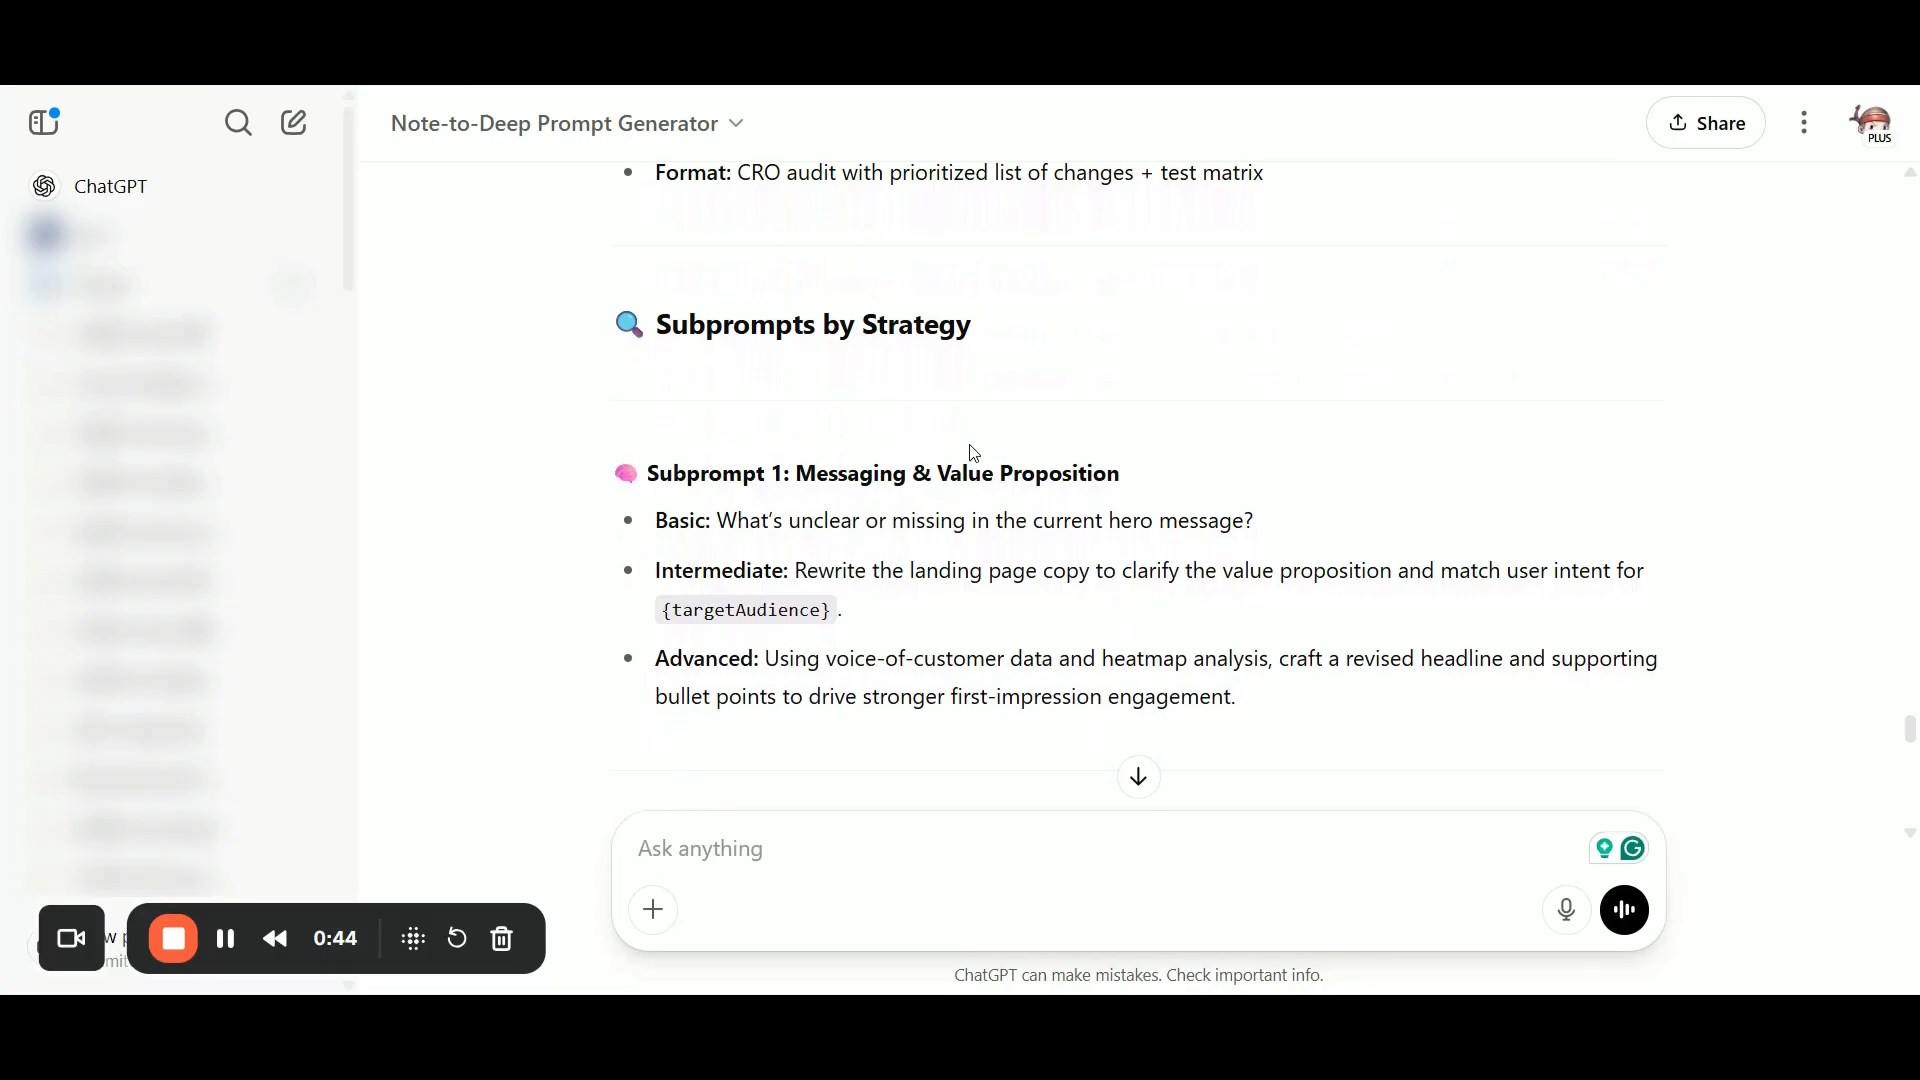 Note-to-Deep Prompt Generator
Share
PLUS
ChatGPT
Format: CRO audit with prioritized list of changes + test matrix
Subprompts by Strategy
Subprompt 1: Messaging & Value Proposition
Basic: What's unclear or missing in the current hero message?
Intermediate: Rewrite the landing page copy to clarify the value proposition and match user intent for
{targetAudience}.
Advanced: Using voice-of-customer data and heatmap analysis, craft a revised headline and supporting
bullet points to drive stronger first-impression engagement.
Ask anything
0:44
ChatGPT can make mistakes. Check important info.